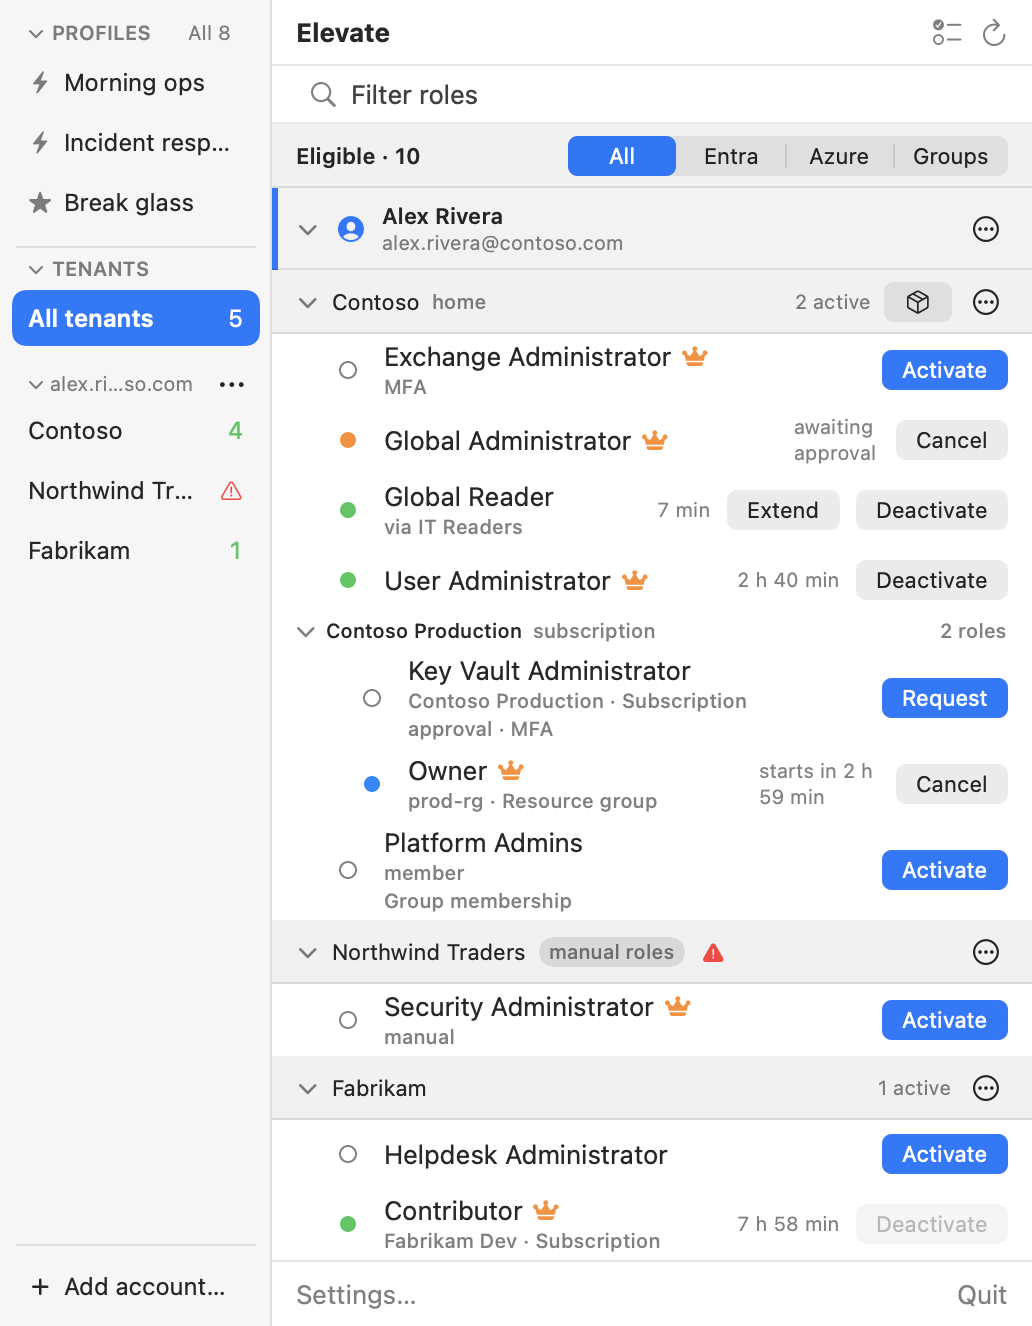 PROFILES All 8
Morning ops
Incident resp...
Break glass
TENANTS
All tenants 5
alex.ri...so.com
Contoso 4
Northwind Tr...
Fabrikam 1
+ Add account...
Elevate
Filter roles
Eligible · 10 All Entra Azure Groups
Alex Rivera
alex.rivera@contoso.com
Contoso home 2 active
Exchange Administrator
MFA
Activate
Global Administrator
awaiting
approval
Cancel
Global Reader
via IT Readers
7 min Extend Deactivate
User Administrator 2 h 40 min Deactivate
Contoso Production subscription 2 roles
Key Vault Administrator
Contoso Production · Subscription
approval · MFA
Request
Owner
prod-rg · Resource group
starts in 2 h
59 min
Cancel
Platform Admins
member
Group membership
Activate
Northwind Traders manual roles
Security Administrator
manual
Activate
Fabrikam 1 active
Helpdesk Administrator Activate
Contributor
Fabrikam Dev · Subscription
7 h 58 min Deactivate
Settings... Quit